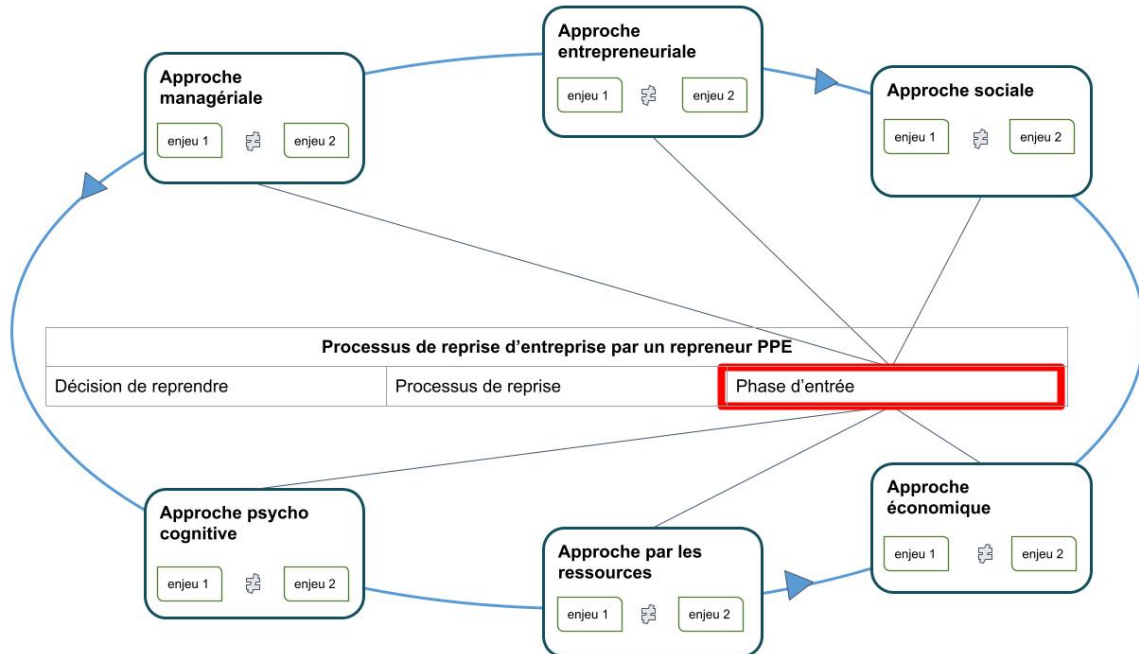 Approche
entrepreneuriale
enjeu 1 ≠ enjeu 2
Approche
managériale
enjeu 1 ≠ enjeu 2
Approche sociale
enjeu 1 ≠ enjeu 2
Processus de reprise d’entreprise par un repreneur PPE
Décision de reprendre
Processus de reprise
Phase d’entrée
Approche psycho
cognitive
enjeu 1 ≠ enjeu 2
Approche par les
ressources
enjeu 1 ≠ enjeu 2
Approche
économique
enjeu 1 ≠ enjeu 2